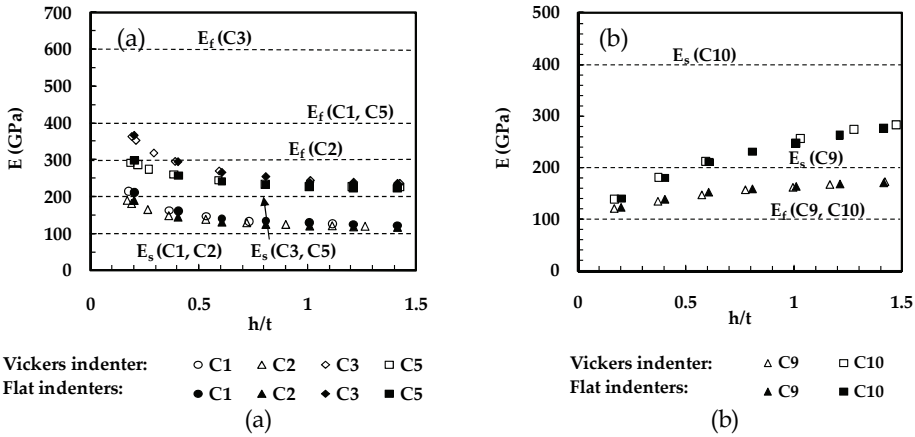 (a)
E (GPa)
700
600
500
400
300
200
100
0
E_f (C3)
E_f (C1, C5)
E_f (C2)
E_s (C1, C2)
E_s (C3, C5)
0 0.5 1 1.5
h/t
Vickers indenter: C1 C2 C3 C5
Flat indenters: C1 C2 C3 C5
(a)
(b)
E (GPa)
500
400
300
200
100
0
E_s (C10)
E_s (C9)
E_f (C9, C10)
0 0.5 1 1.5
h/t
Vickers indenter: C9 C10
Flat indenters: C9 C10
(b)